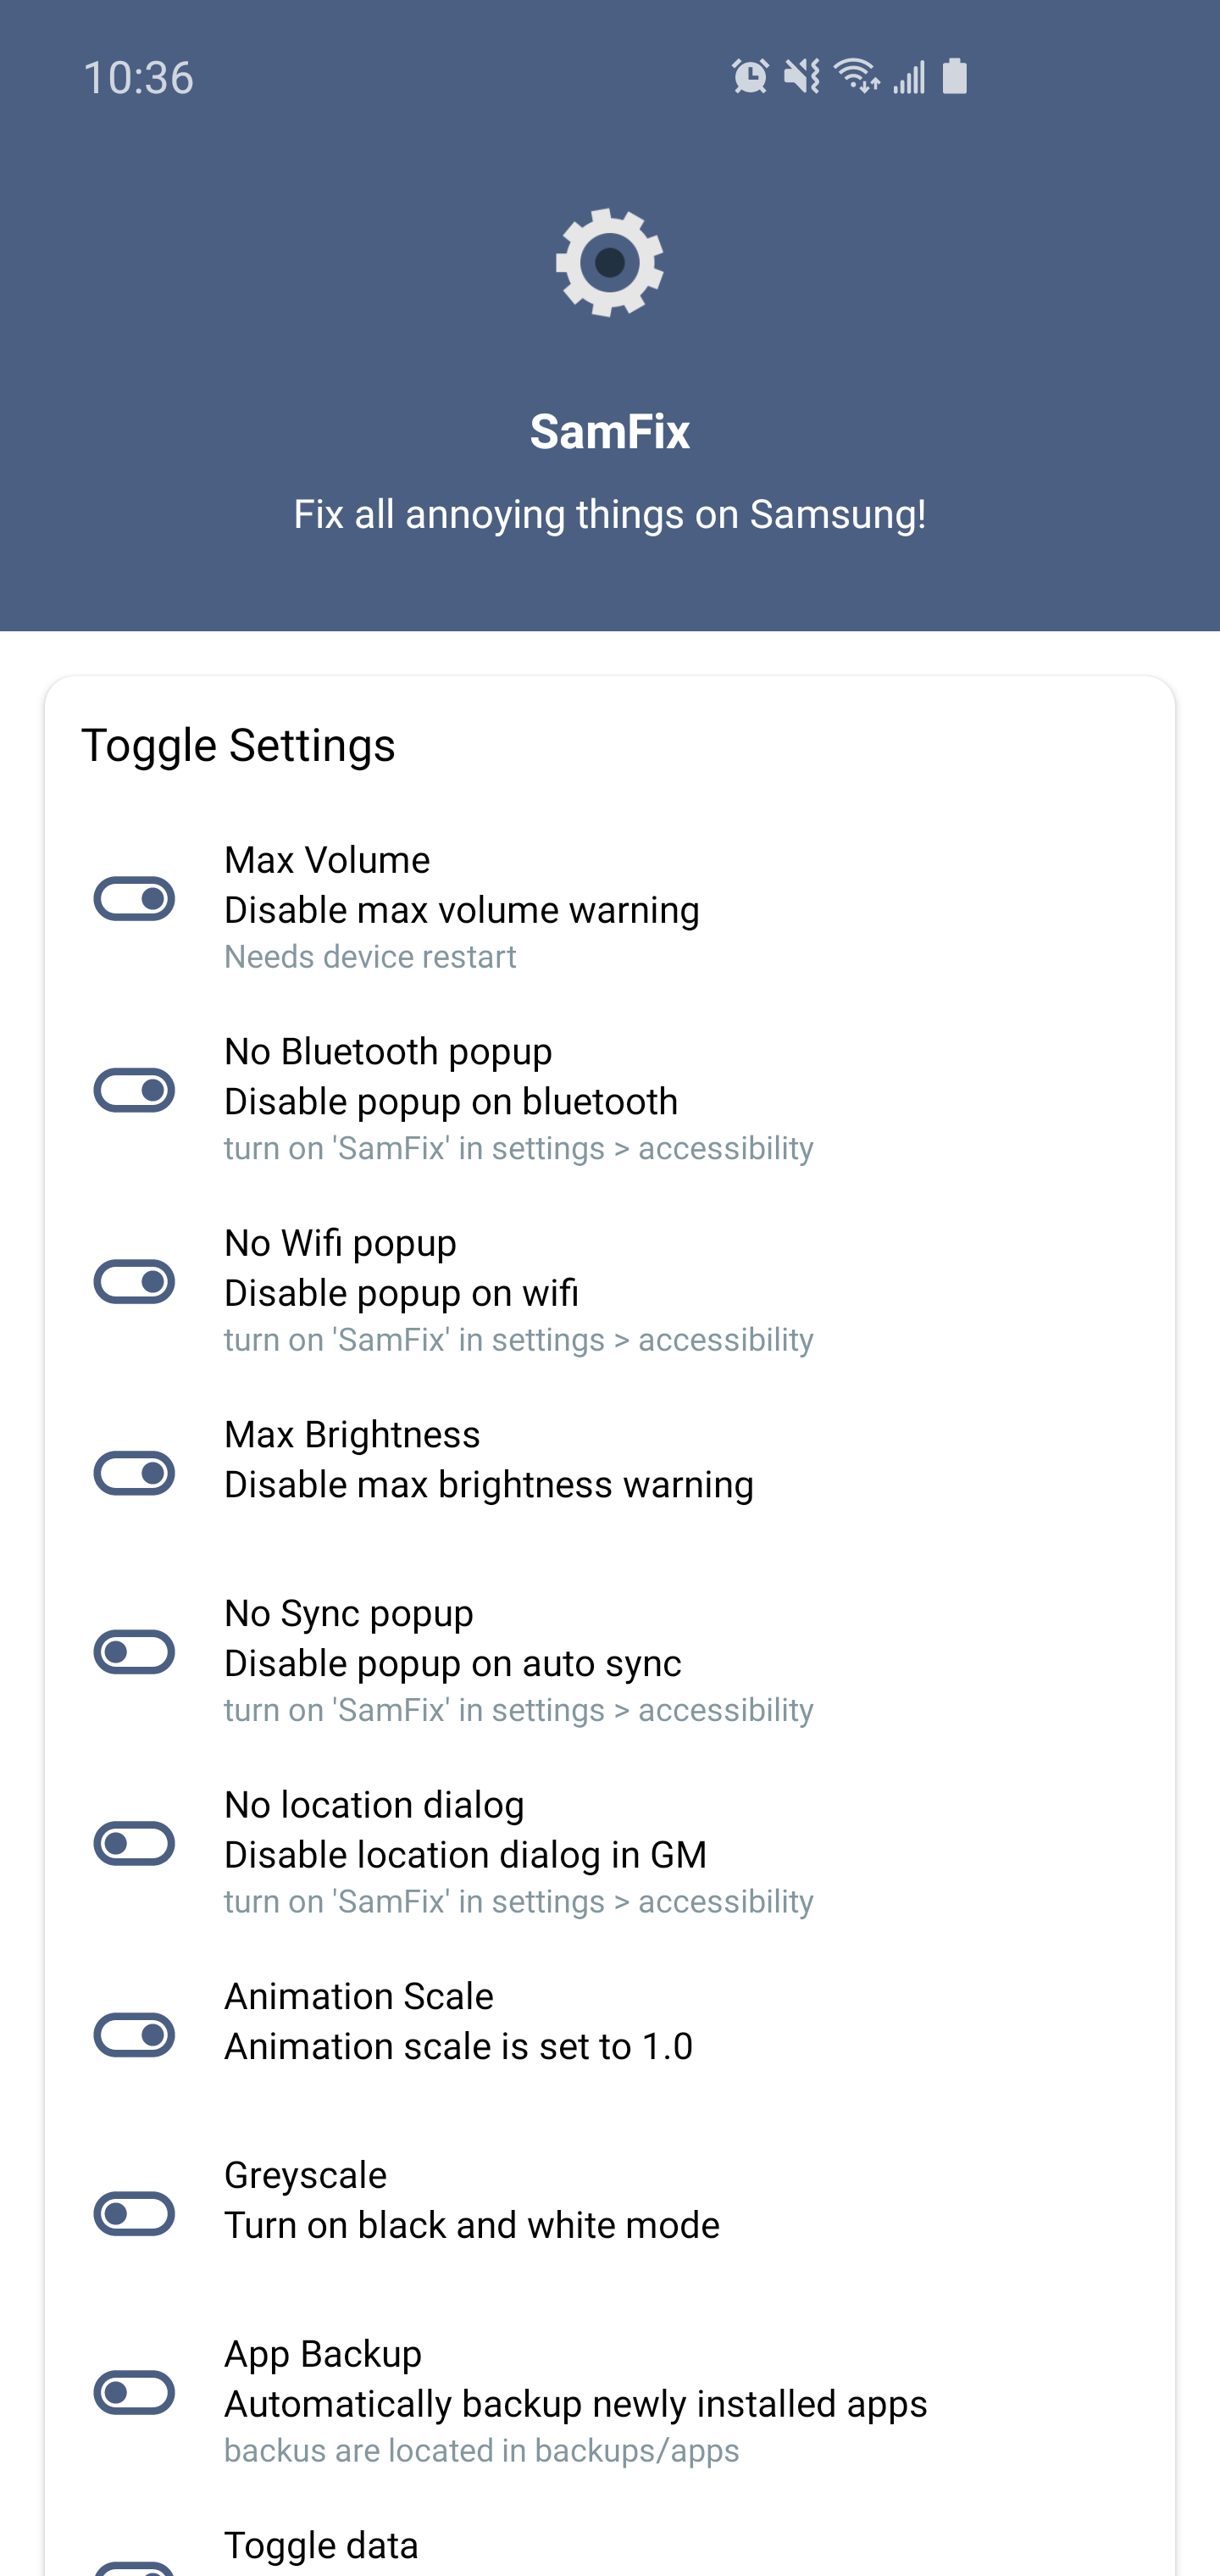 10:36
SamFix
Fix all annoying things on Samsung!
Toggle Settings
Max Volume
Disable max volume warning
Needs device restart
No Bluetooth popup
Disable popup on bluetooth
turn on 'SamFix' in settings > accessibility
No Wifi popup
Disable popup on wifi
turn on 'SamFix' in settings > accessibility
Max Brightness
Disable max brightness warning
No Sync popup
Disable popup on auto sync
turn on 'SamFix' in settings > accessibility
No location dialog
Disable location dialog in GM
turn on 'SamFix' in settings > accessibility
Animation Scale
Animation scale is set to 1.0
Greyscale
Turn on black and white mode
App Backup
Automatically backup newly installed apps
backus are located in backups/apps
Toggle data